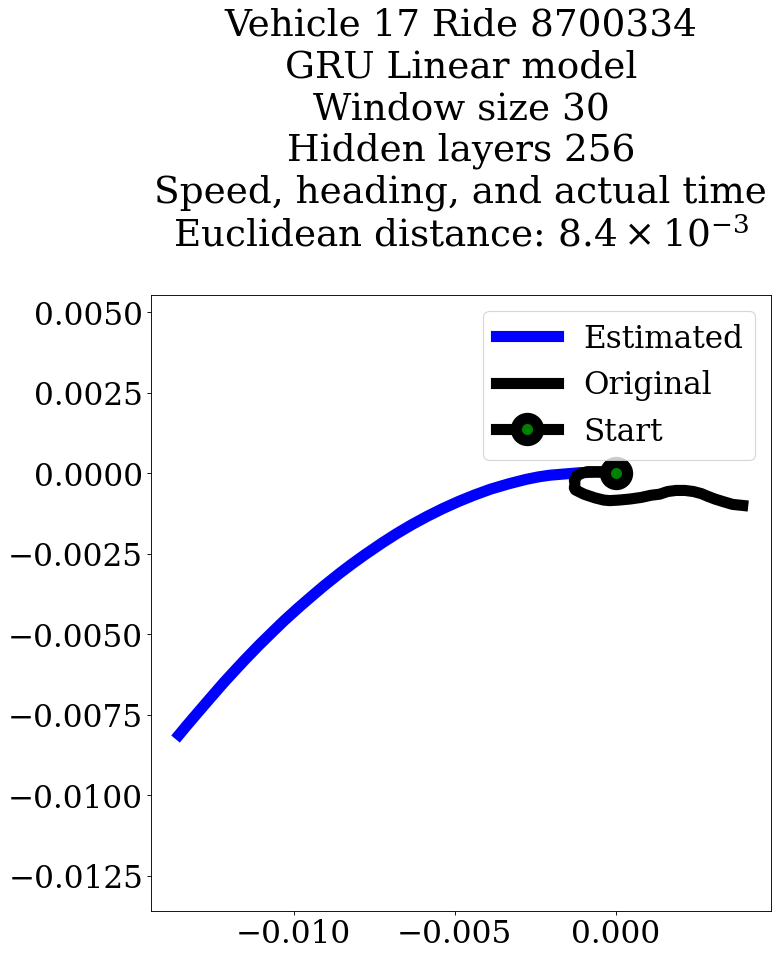 Vehicle 17 Ride 8700334
GRU Linear model
Window size 30
Hidden layers 256
Speed, heading, and actual time
Euclidean distance: 8.4 × 10⁻³
Estimated
Original
Start
0.0050
0.0025
0.0000
−0.0025
−0.0050
−0.0075
−0.0100
−0.0125
−0.010
−0.005
0.000